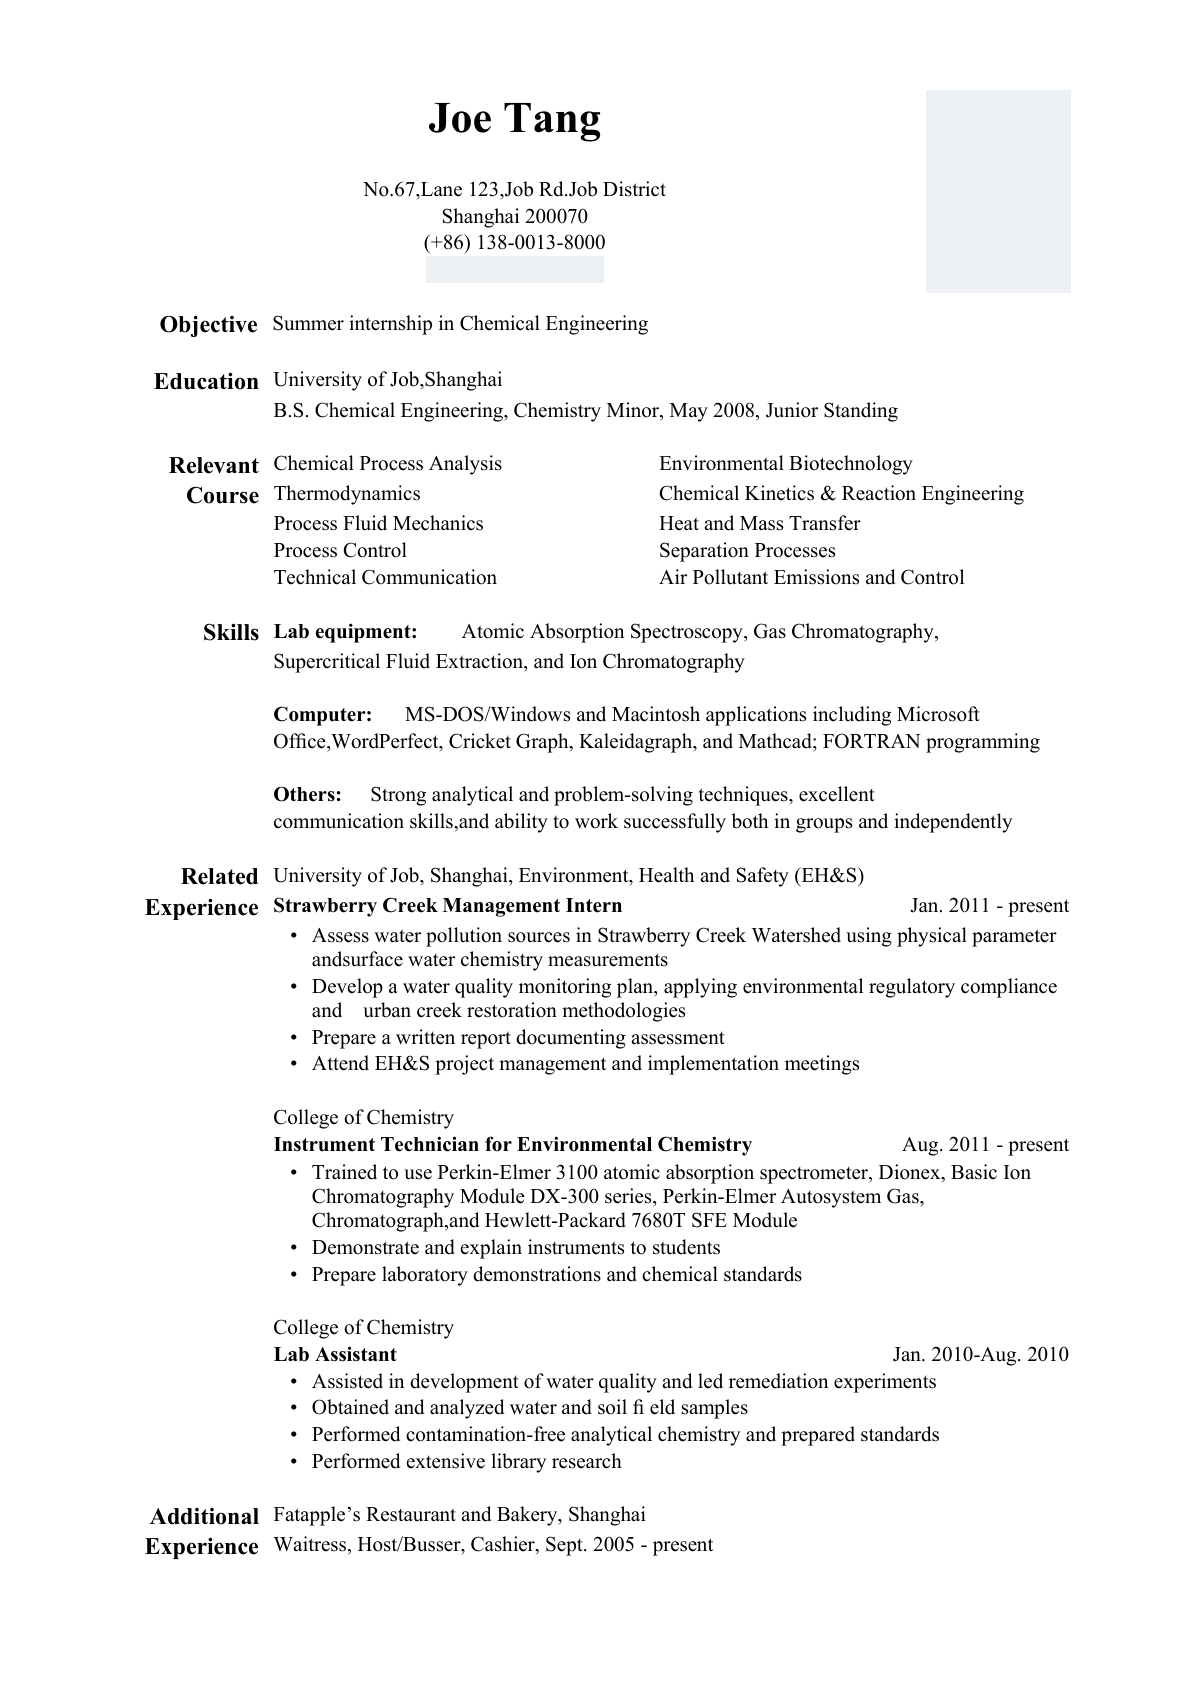 Joe Tang
No.67,Lane 123,Job Rd.Job District
Shanghai 200070
(+86) 138-0013-8000
Objective Summer internship in Chemical Engineering
Education University of Job,Shanghai
B.S. Chemical Engineering, Chemistry Minor, May 2008, Junior Standing
Relevant Chemical Process Analysis Environmental Biotechnology
Course Thermodynamics Chemical Kinetics & Reaction Engineering
Process Fluid Mechanics Heat and Mass Transfer
Process Control Separation Processes
Technical Communication Air Pollutant Emissions and Control
Skills Lab equipment: Atomic Absorption Spectroscopy, Gas Chromatography,
Supercritical Fluid Extraction, and Ion Chromatography
Computer: MS-DOS/Windows and Macintosh applications including Microsoft
Office,WordPerfect, Cricket Graph, Kaleidagraph, and Mathcad; FORTRAN programming
Others: Strong analytical and problem-solving techniques, excellent
communication skills,and ability to work successfully both in groups and independently
Related University of Job, Shanghai, Environment, Health and Safety (EH&S)
Experience Strawberry Creek Management Intern Jan. 2011 - present
• Assess water pollution sources in Strawberry Creek Watershed using physical parameter
andsurface water chemistry measurements
• Develop a water quality monitoring plan, applying environmental regulatory compliance
and urban creek restoration methodologies
• Prepare a written report documenting assessment
• Attend EH&S project management and implementation meetings
College of Chemistry
Instrument Technician for Environmental Chemistry Aug. 2011 - present
• Trained to use Perkin-Elmer 3100 atomic absorption spectrometer, Dionex, Basic Ion
Chromatography Module DX-300 series, Perkin-Elmer Autosystem Gas,
Chromatograph,and Hewlett-Packard 7680T SFE Module
• Demonstrate and explain instruments to students
• Prepare laboratory demonstrations and chemical standards
College of Chemistry
Lab Assistant Jan. 2010-Aug. 2010
• Assisted in development of water quality and led remediation experiments
• Obtained and analyzed water and soil fi eld samples
• Performed contamination-free analytical chemistry and prepared standards
• Performed extensive library research
Additional Fatapple’s Restaurant and Bakery, Shanghai
Experience Waitress, Host/Busser, Cashier, Sept. 2005 - present